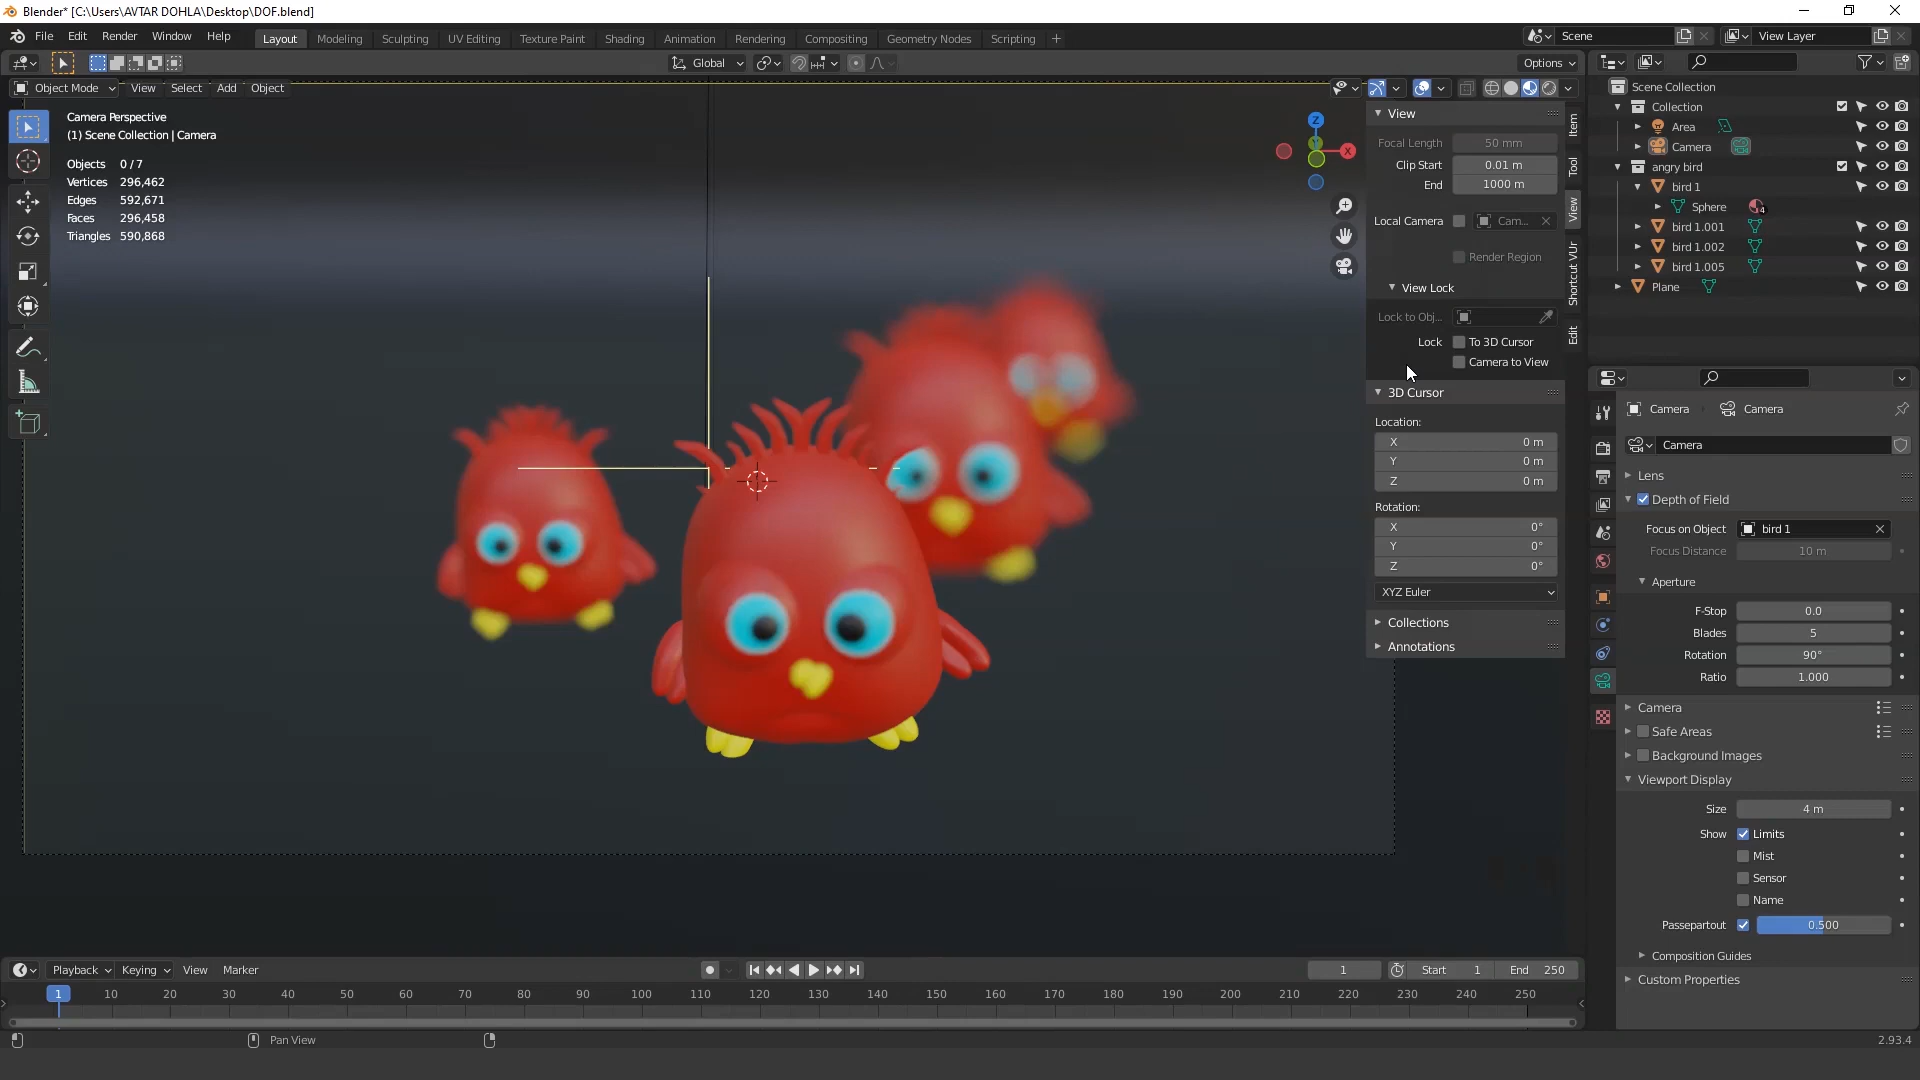 Blender* [C:\Users\AVTAR DOHLA\Desktop\DOF.blend]
File Edit Render Window Help Layout Modeling Sculpting UV Editing Texture Paint Shading Animation Rendering Compositing Geometry Nodes Scripting + Scene View Layer
Global Options
Object Mode View Select Add Object
Camera Perspective
(1) Scene Collection | Camera
Objects 0 / 7
Vertices 296,462
Edges 592,671
Faces 296,458
Triangles 590,868
Z
X
View
Focal Length 50 mm
Clip Start 0.01 m
End 1000 m
Local Camera Cam...
Render Region
View Lock
Lock to Obj...
Lock To 3D Cursor
Camera to View
3D Cursor
Location:
X 0 m
Y 0 m
Z 0 m
Rotation:
X 0°
Y 0°
Z 0°
XYZ Euler
Collections
Annotations
Item
Tool
View
Shortcut VUr
Edit
Scene Collection
Collection
Area
Camera
angry bird
bird 1
Sphere 4
bird 1.001
bird 1.002
bird 1.005
Plane
Camera Camera
Camera
Lens
Depth of Field
Focus on Object bird 1
Focus Distance 10 m
Aperture
F-Stop 0.0
Blades 5
Rotation 90°
Ratio 1.000
Camera
Safe Areas
Background Images
Viewport Display
Size 4 m
Show Limits
Mist
Sensor
Name
Passepartout 0.500
Composition Guides
Custom Properties
Playback Keying View Marker 1 Start 1 End 250
1 10 20 30 40 50 60 70 80 90 100 110 120 130 140 150 160 170 180 190 200 210 220 230 240 250
Pan View 2.93.4